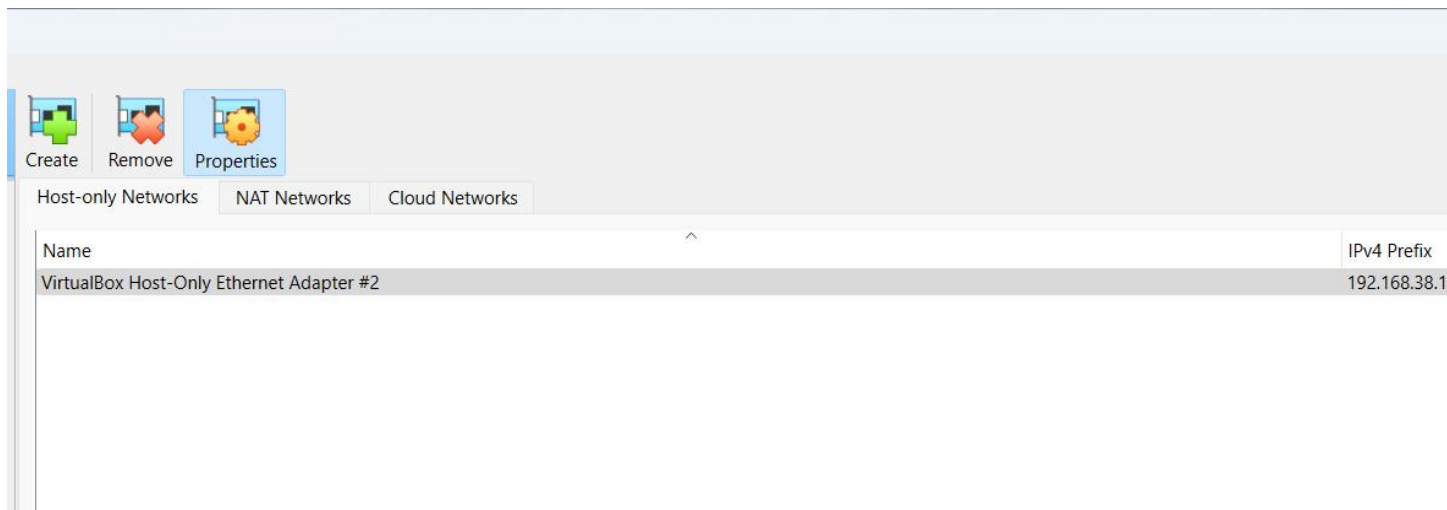 Create Remove Properties
Host-only Networks NAT Networks Cloud Networks
Name IPv4 Prefix
VirtualBox Host-Only Ethernet Adapter #2 192.168.38.1